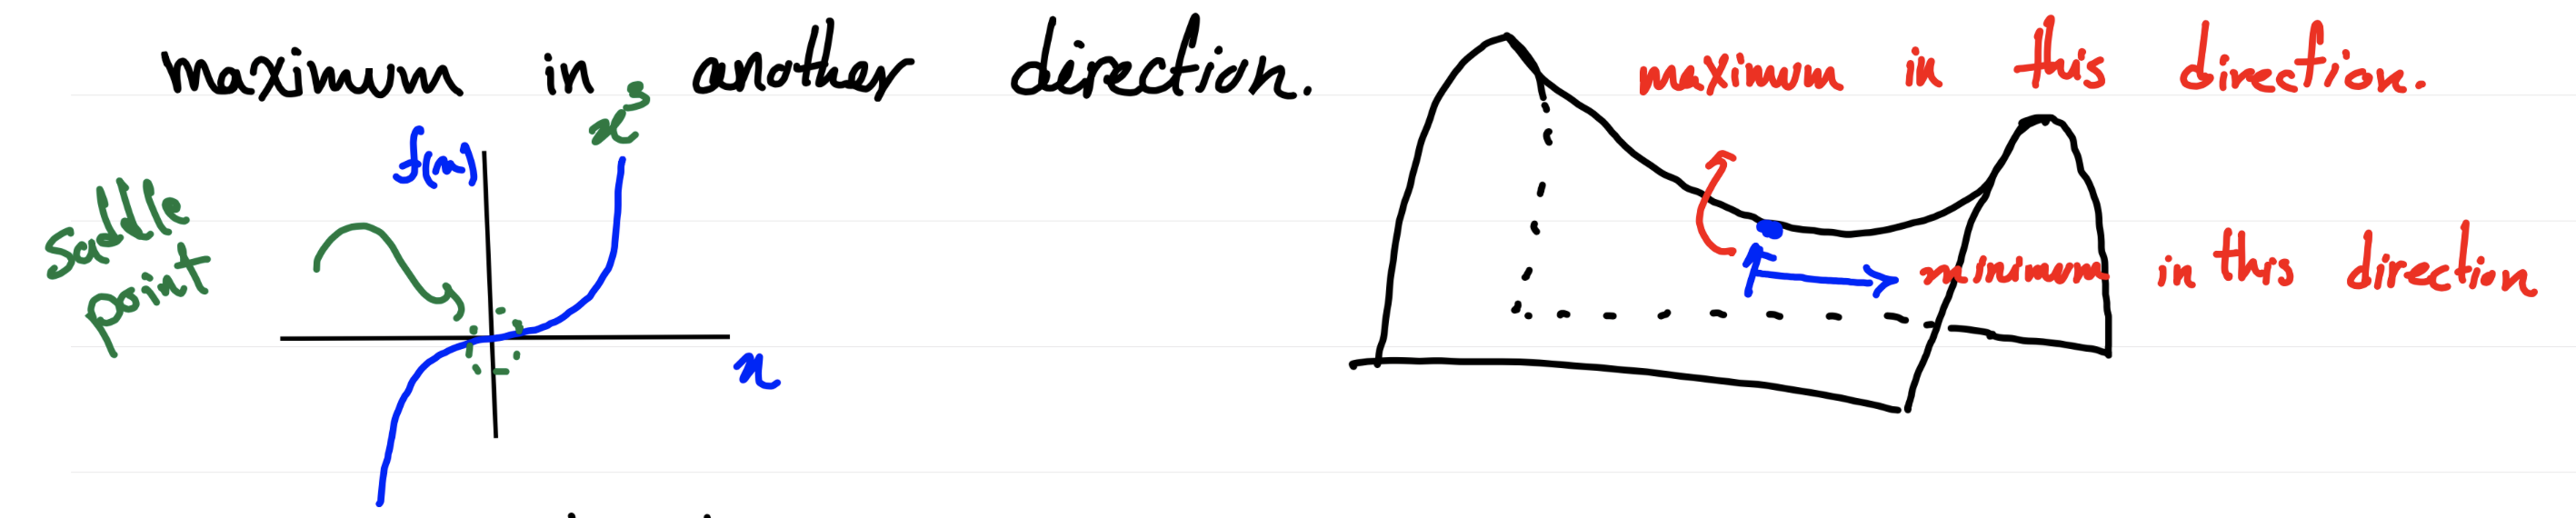 maximum in another direction.
maximum in this direction.
x³
f(x)
saddle
point
minimum in this direction
x